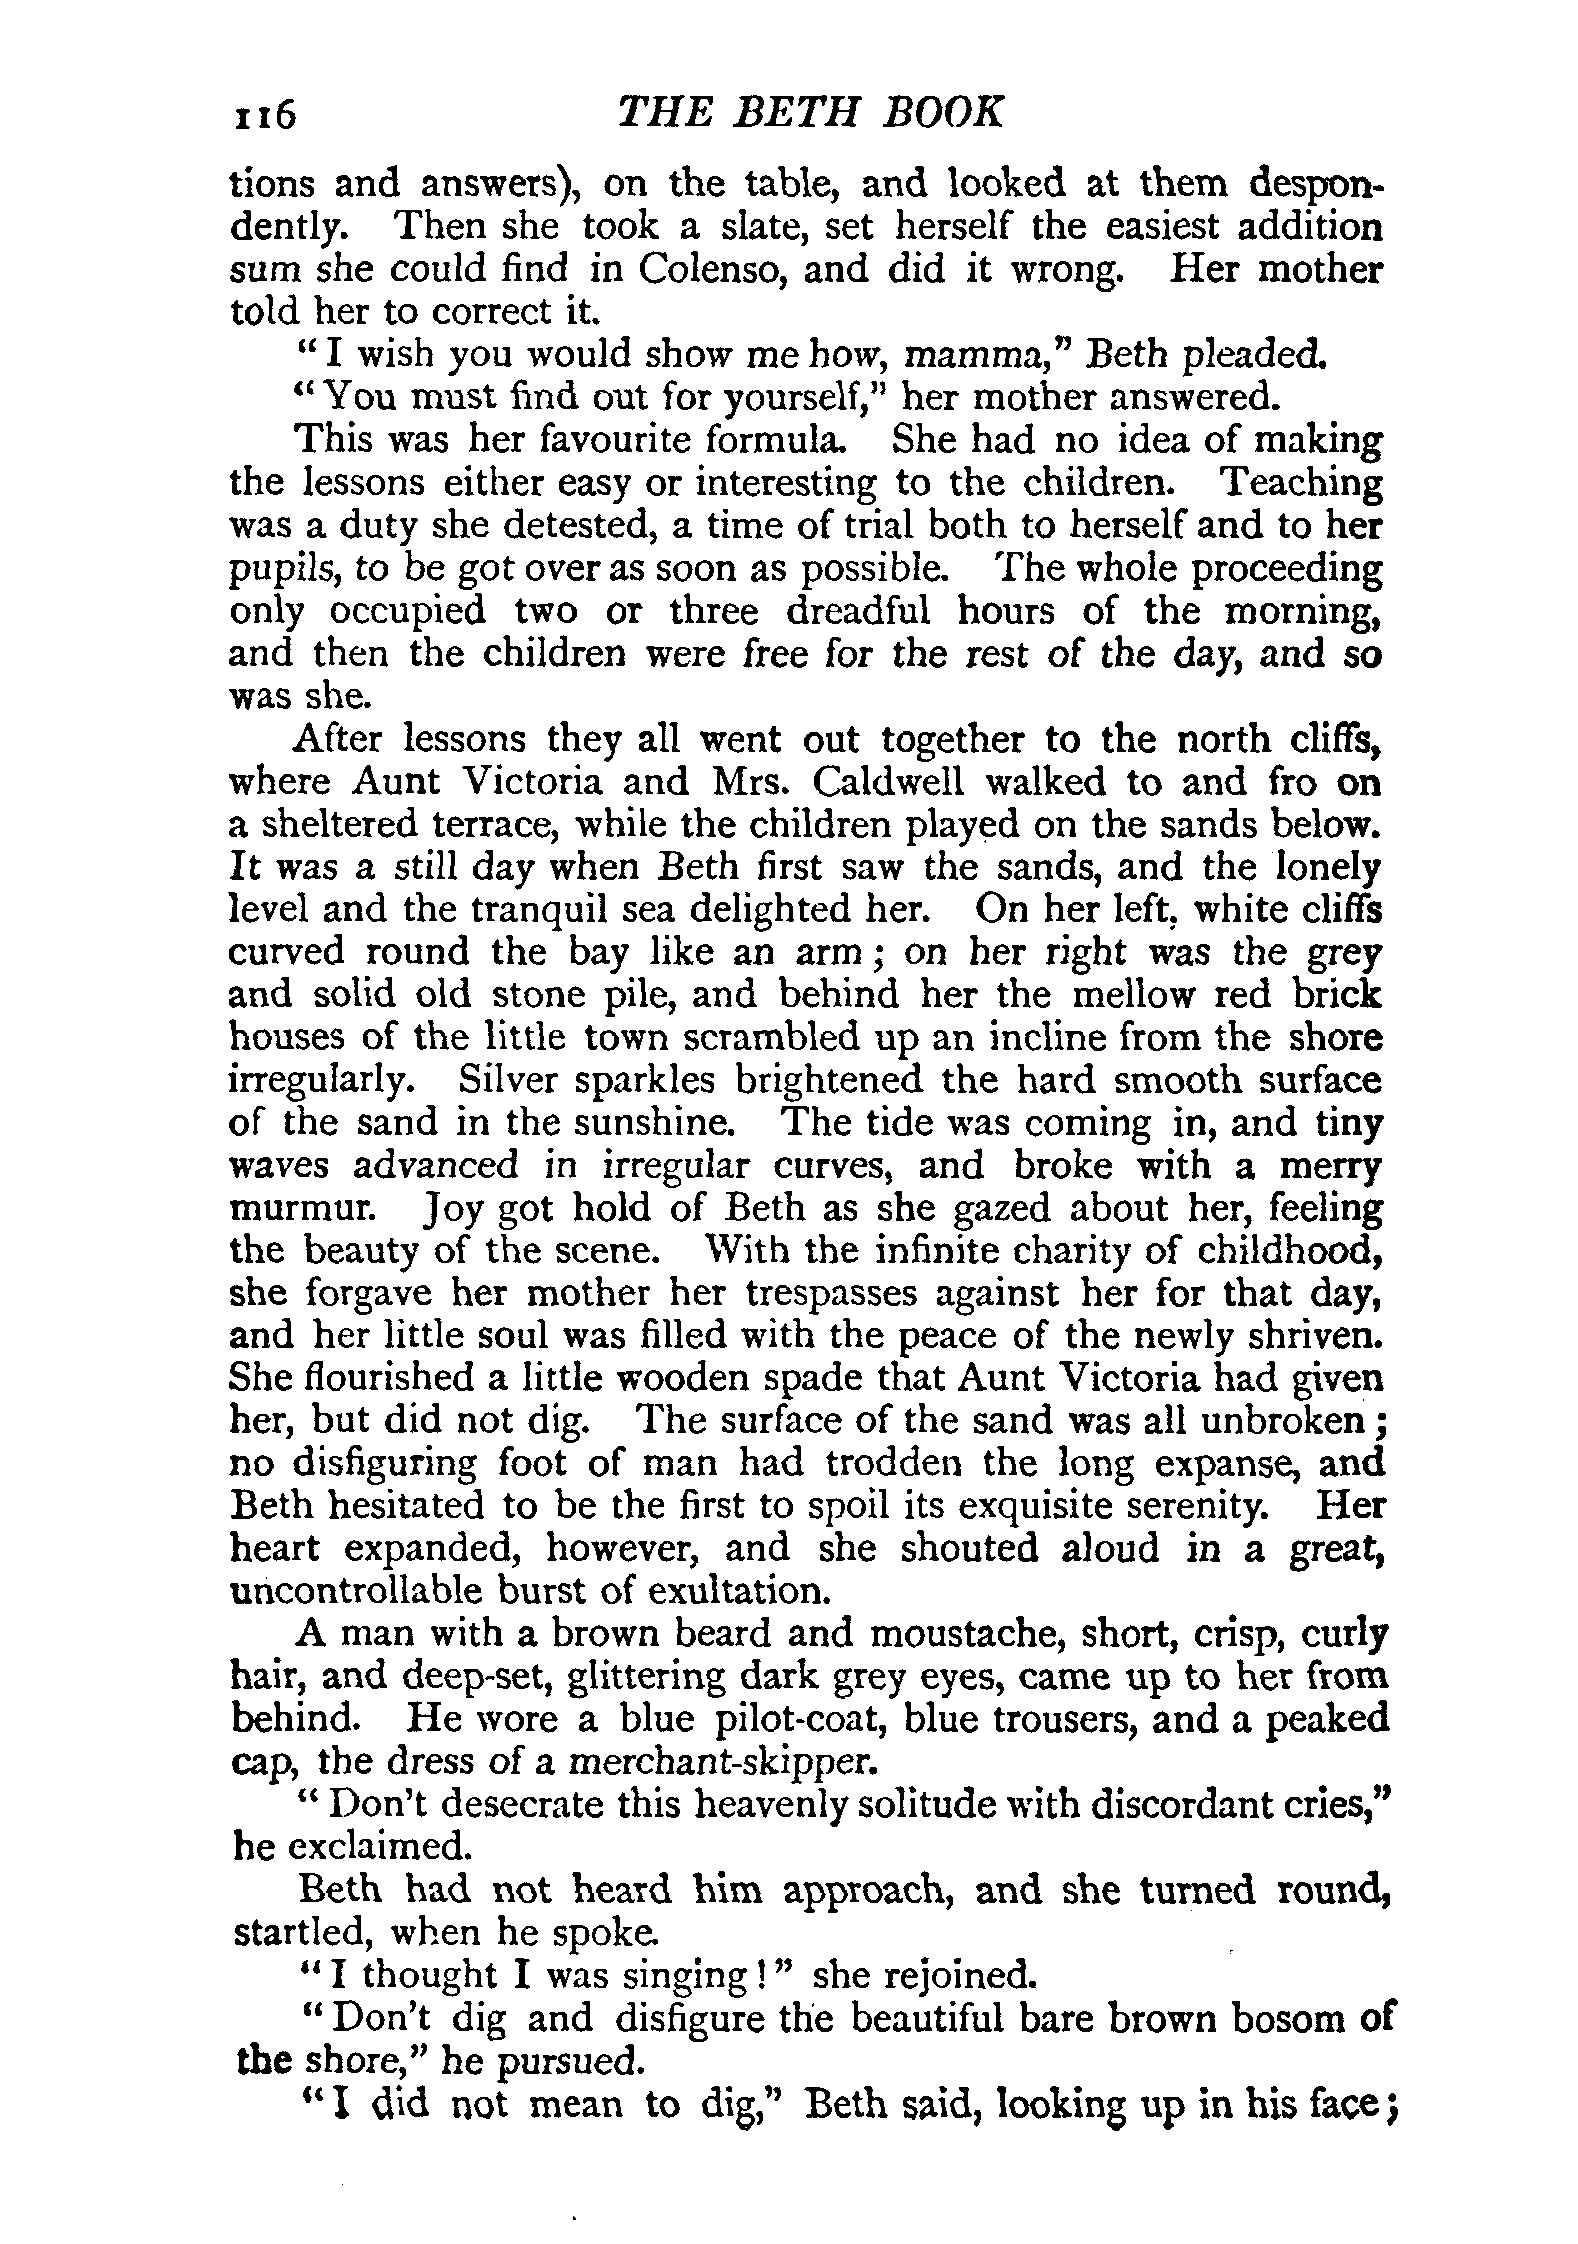 116 THE BETH BOOK
tions and answers), on the table, and looked at them despon-
dently. Then she took a slate, set herself the easiest addition
sum she could find in Colenso, and did it wrong. Her mother
told her to correct it.
“I wish you would show me how, mamma,” Beth pleaded.
“You must find out for yourself,” her mother answered.
This was her favourite formula. She had no idea of making
the lessons either easy or interesting to the children. Teaching
was a duty she detested, a time of trial both to herself and to her
pupils, to be got over as soon as possible. The whole proceeding
only occupied two or three dreadful hours of the morning,
and then the children were free for the rest of the day, and so
was she.
After lessons they all went out together to the north cliffs,
where Aunt Victoria and Mrs. Caldwell walked to and fro on
a sheltered terrace, while the children played on the sands below.
It was a still day when Beth first saw the sands, and the lonely
level and the tranquil sea delighted her. On her left, white cliffs
curved round the bay like an arm; on her right was the grey
and solid old stone pile, and behind her the mellow red brick
houses of the little town scrambled up an incline from the shore
irregularly. Silver sparkles brightened the hard smooth surface
of the sand in the sunshine. The tide was coming in, and tiny
waves advanced in irregular curves, and broke with a merry
murmur. Joy got hold of Beth as she gazed about her, feeling
the beauty of the scene. With the infinite charity of childhood,
she forgave her mother her trespasses against her for that day,
and her little soul was filled with the peace of the newly shriven.
She flourished a little wooden spade that Aunt Victoria had given
her, but did not dig. The surface of the sand was all unbroken;
no disfiguring foot of man had trodden the long expanse, and
Beth hesitated to be the first to spoil its exquisite serenity. Her
heart expanded, however, and she shouted aloud in a great,
uncontrollable burst of exultation.
A man with a brown beard and moustache, short, crisp, curly
hair, and deep-set, glittering dark grey eyes, came up to her from
behind. He wore a blue pilot-coat, blue trousers, and a peaked
cap, the dress of a merchant-skipper.
“Don't desecrate this heavenly solitude with discordant cries,”
he exclaimed.
Beth had not heard him approach, and she turned round,
startled, when he spoke.
“I thought I was singing!” she rejoined.
“Don't dig and disfigure the beautiful bare brown bosom of
the shore,” he pursued.
“I did not mean to dig,” Beth said, looking up in his face;